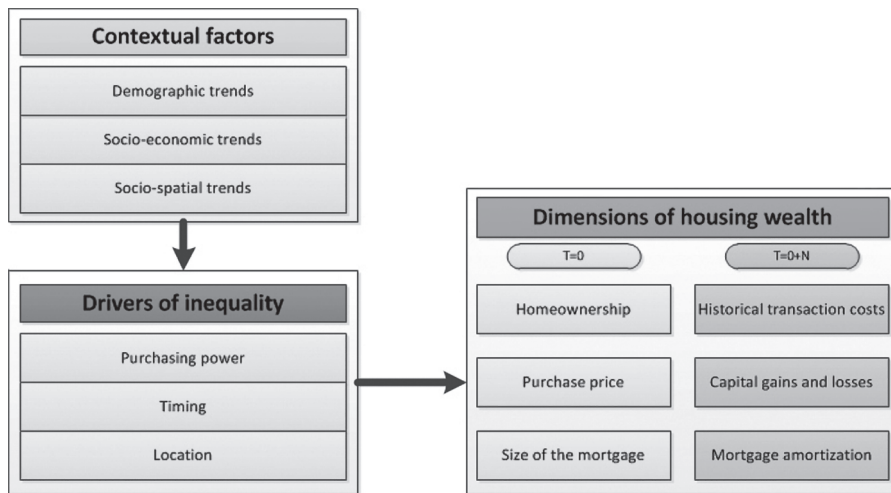 Contextual factors
Demographic trends
Socio-economic trends
Socio-spatial trends
Drivers of inequality
Purchasing power
Timing
Location
Dimensions of housing wealth
T=0
T=0+N
Homeownership
Historical transaction costs
Purchase price
Capital gains and losses
Size of the mortgage
Mortgage amortization